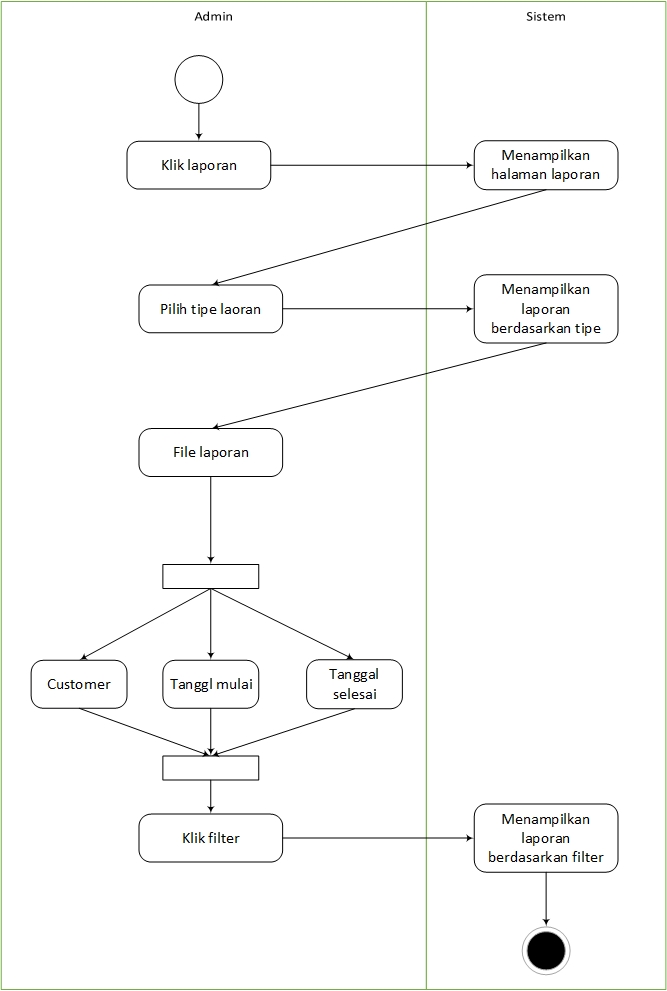 Admin
Sistem
Klik laporan
Menampilkan
halaman laporan
Pilih tipe laoran
Menampilkan
laporan
berdasarkan tipe
File laporan
Customer
Tanggl mulai
Tanggal
selesai
Klik filter
Menampilkan
laporan
berdasarkan filter